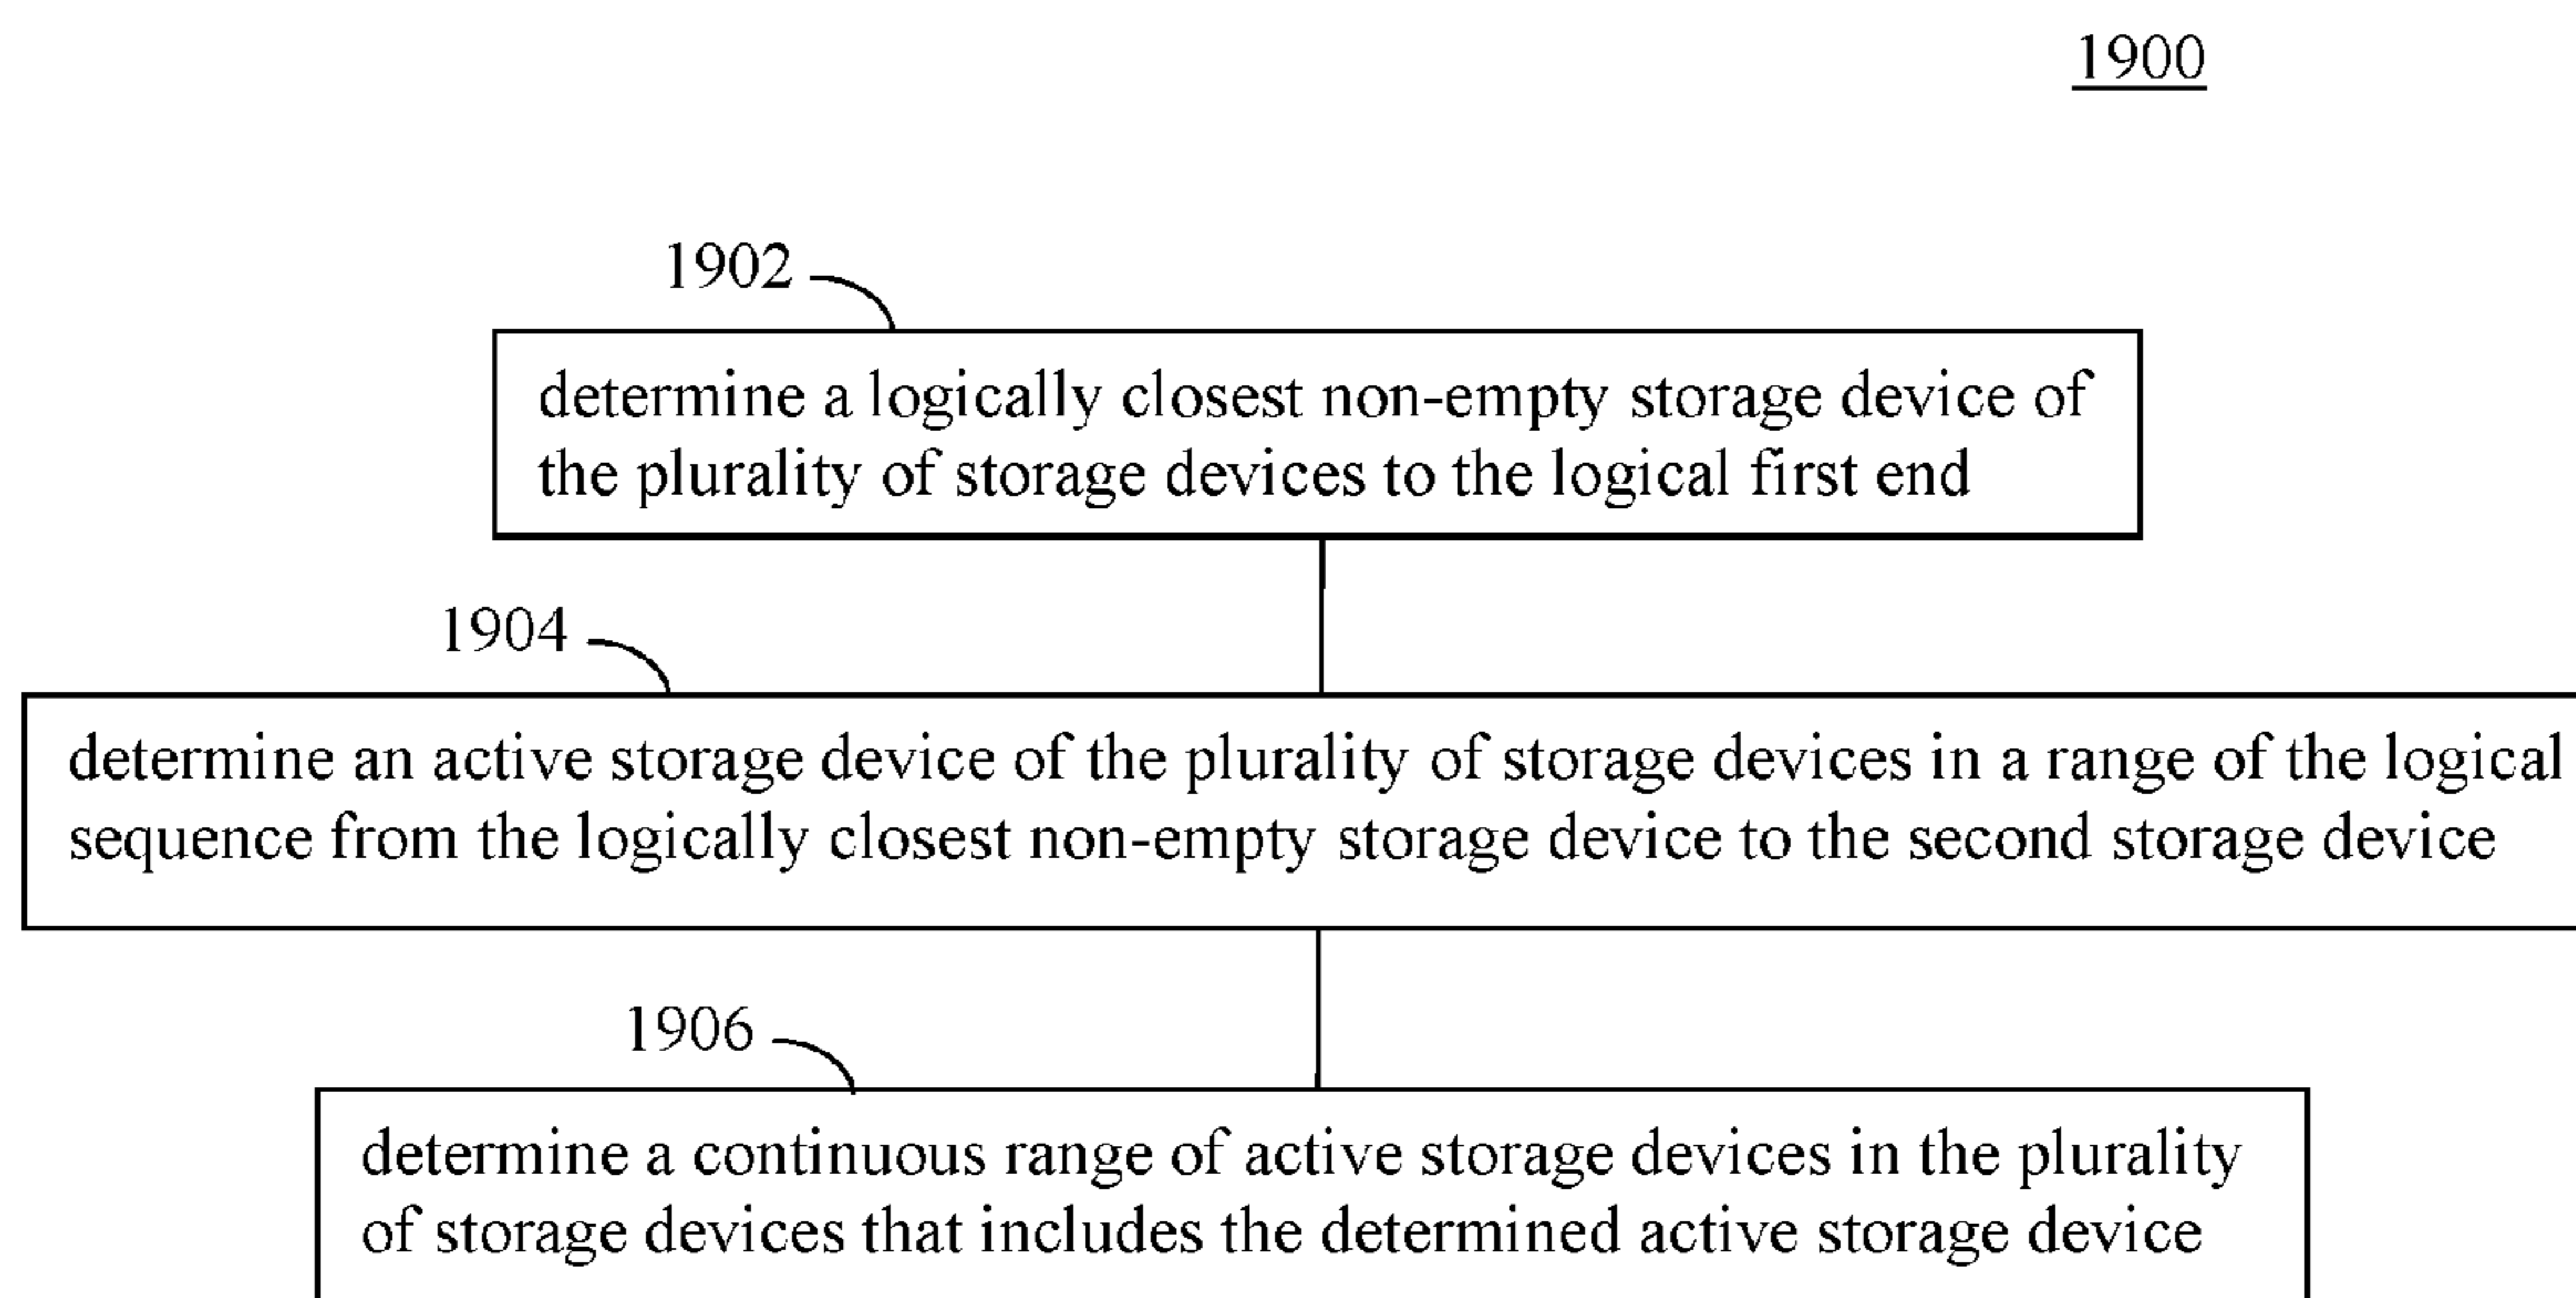 1900
1902
determine a logically closest non-empty storage device of
the plurality of storage devices to the logical first end
1904
determine an active storage device of the plurality of storage devices in a range of the logical
sequence from the logically closest non-empty storage device to the second storage device
1906
determine a continuous range of active storage devices in the plurality
of storage devices that includes the determined active storage device